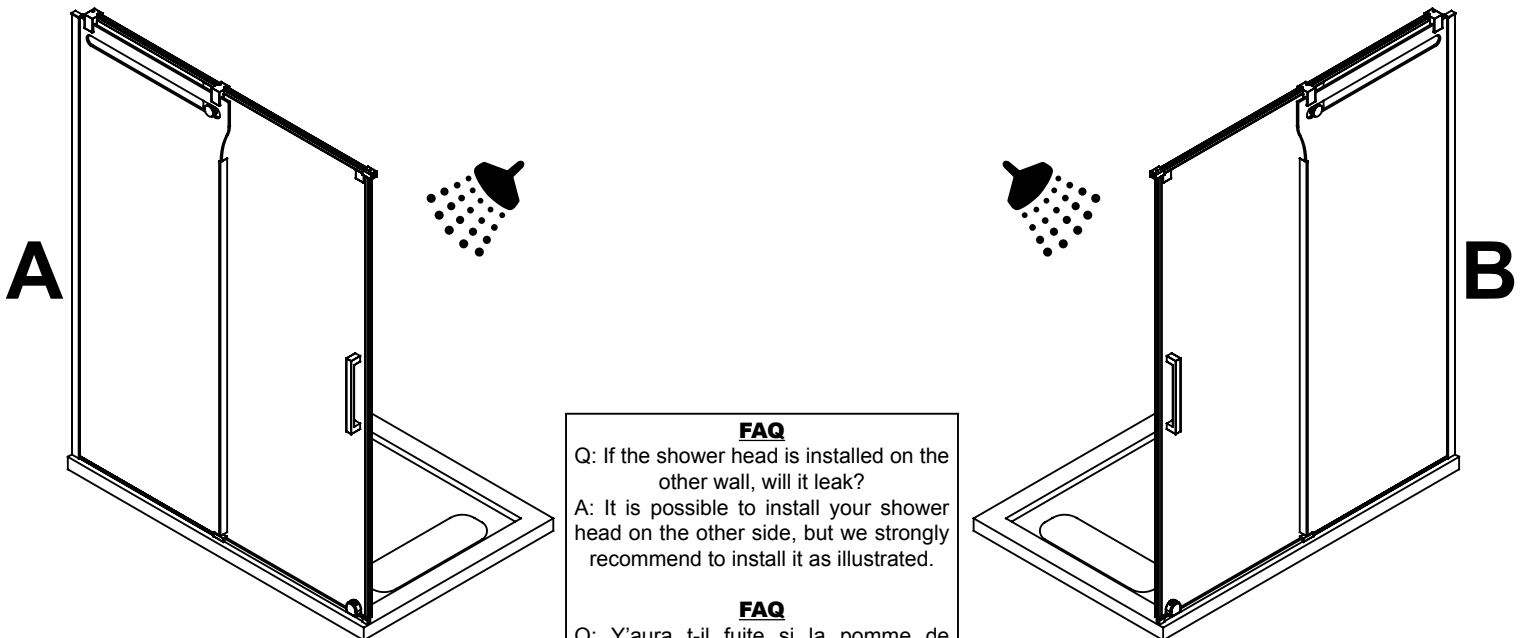 A
B
FAQ
Q: If the shower head is installed on the
other wall, will it leak?
A: It is possible to install your shower
head on the other side, but we strongly
recommend to install it as illustrated.
FAQ
Q: Y'aura t-il fuite si la pomme de